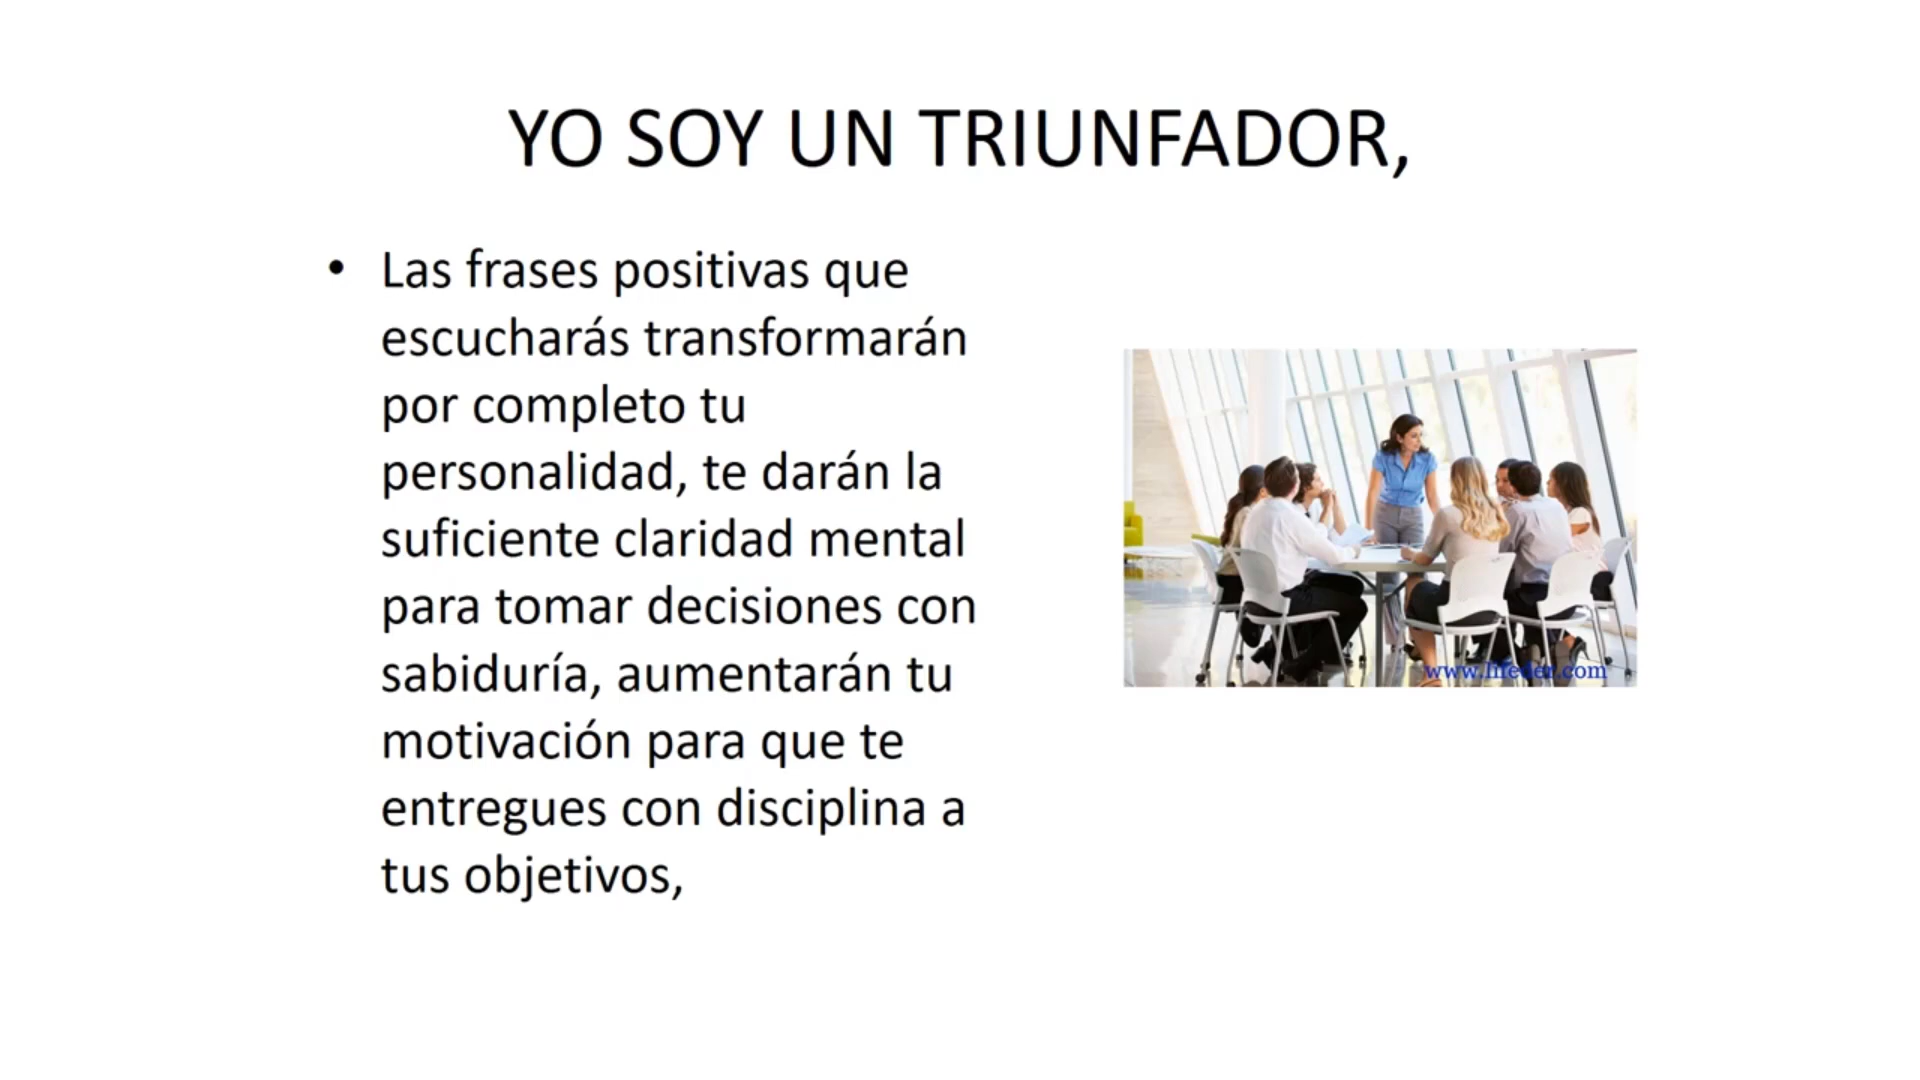 YO SOY UN TRIUNFADOR,
• Las frases positivas que
escucharás transformarán
por completo tu
personalidad, te darán la
suficiente claridad mental
para tomar decisiones con
sabiduría, aumentarán tu
motivación para que te
entregues con disciplina a
tus objetivos,
www.lifeder.com